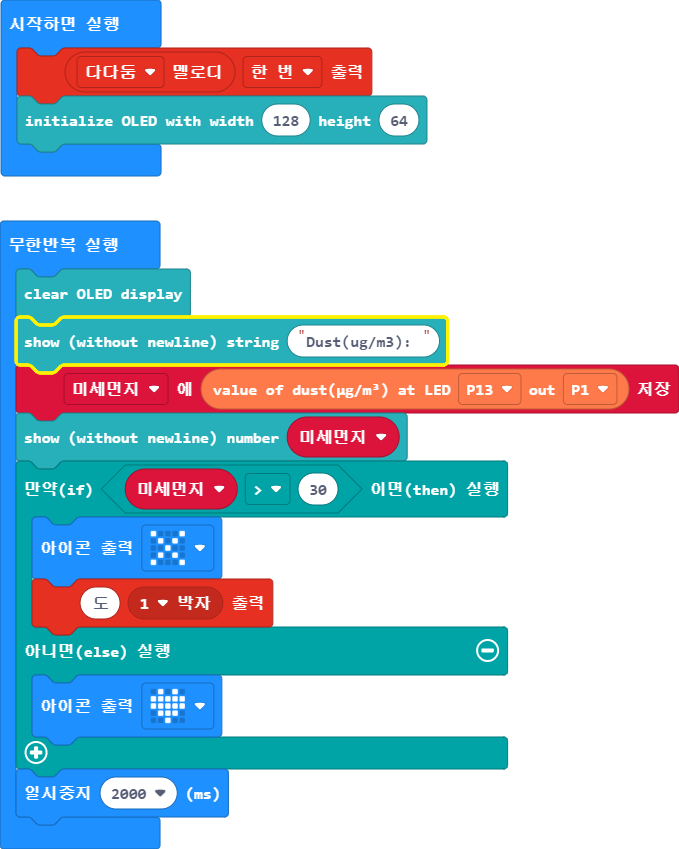 시작하면 실행
다다둠 멜로디 한 번 출력
initialize OLED with width 128 height 64
무한반복 실행
clear OLED display
show (without newline) string "Dust(ug/m3): "
미세먼지 에 value of dust(μg/m³) at LED P13 out P1 저장
show (without newline) number 미세먼지
만약(if) 미세먼지 > 30 이면(then) 실행
아이콘 출력
도 1 박자 출력
아니면(else) 실행
아이콘 출력
일시중지 2000 (ms)